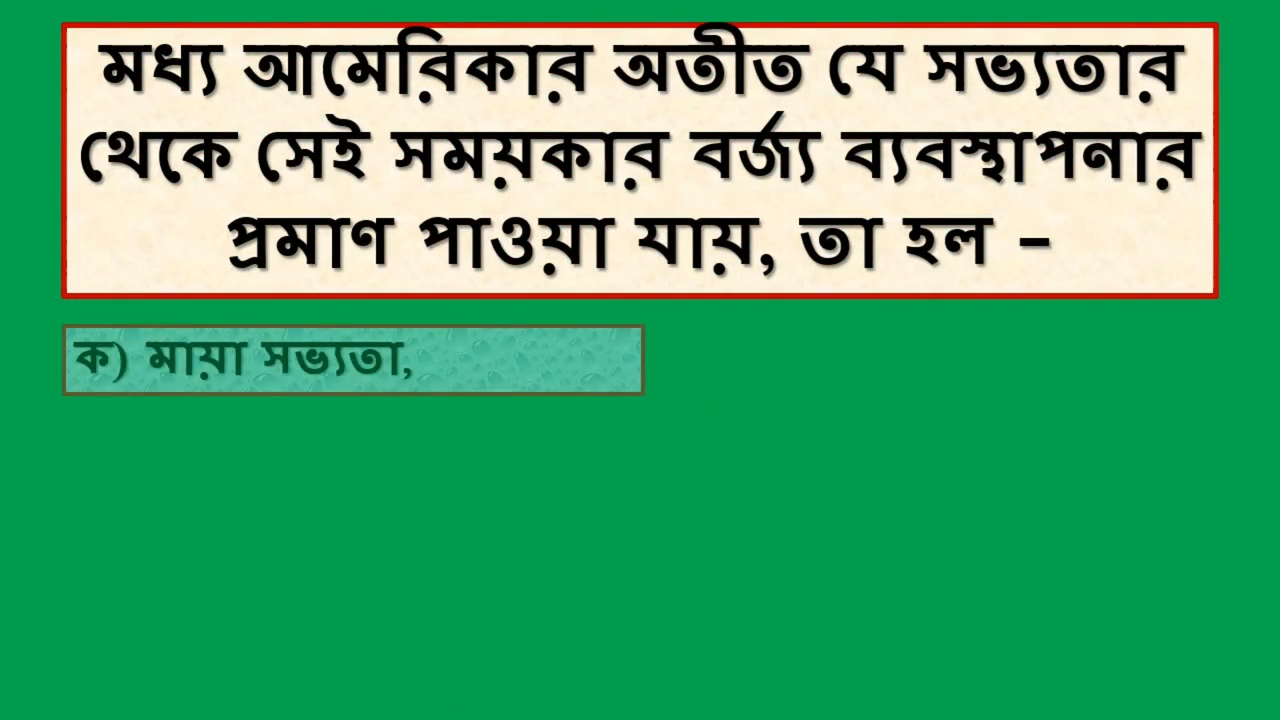 মধ্য আমেরিকার অতীত যে সভ্যতার
থেকে সেই সময়কার বর্জ্য ব্যবস্থাপনার
প্রমাণ পাওয়া যায়, তা হল –
ক) মায়া সভ্যতা,